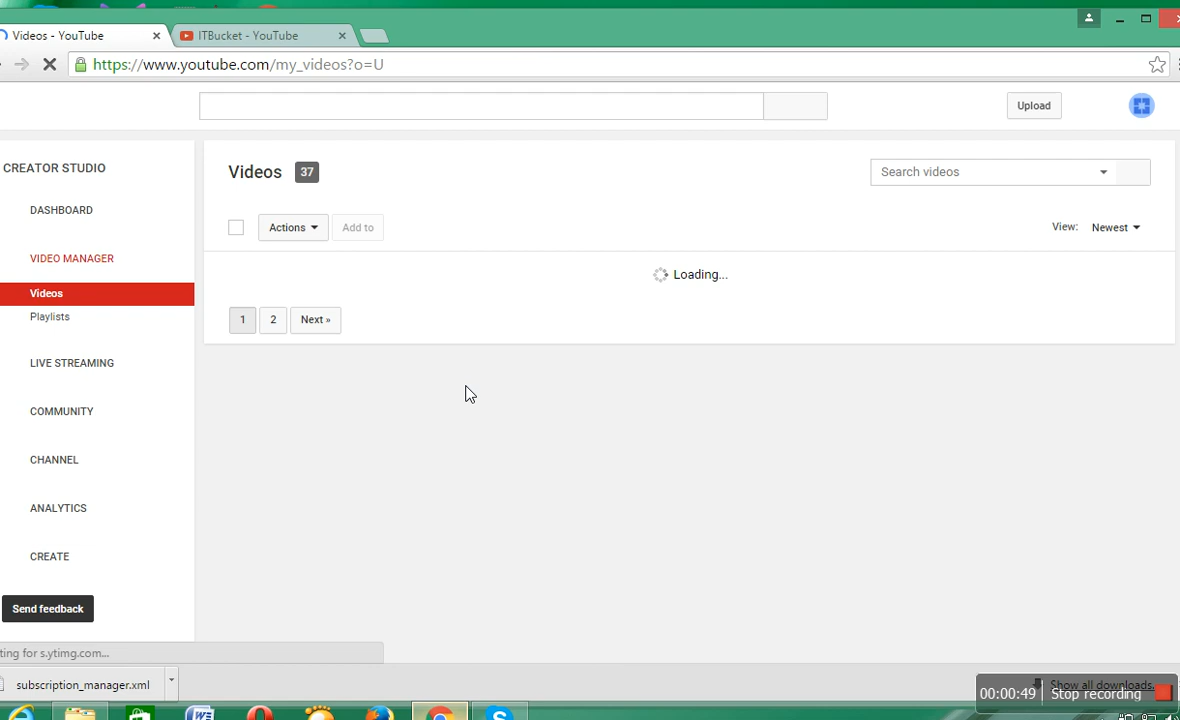 Videos - YouTube
ITBucket - YouTube
https://www.youtube.com/my_videos?o=U
Upload
CREATOR STUDIO
DASHBOARD
VIDEO MANAGER
Videos
Playlists
LIVE STREAMING
COMMUNITY
CHANNEL
ANALYTICS
CREATE
Send feedback
Videos 37
Search videos
Actions
Add to
View: Newest
Loading...
1 2 Next »
ting for s.ytimg.com...
subscription_manager.xml
Show all downloads...
00:00:49 Stop recording